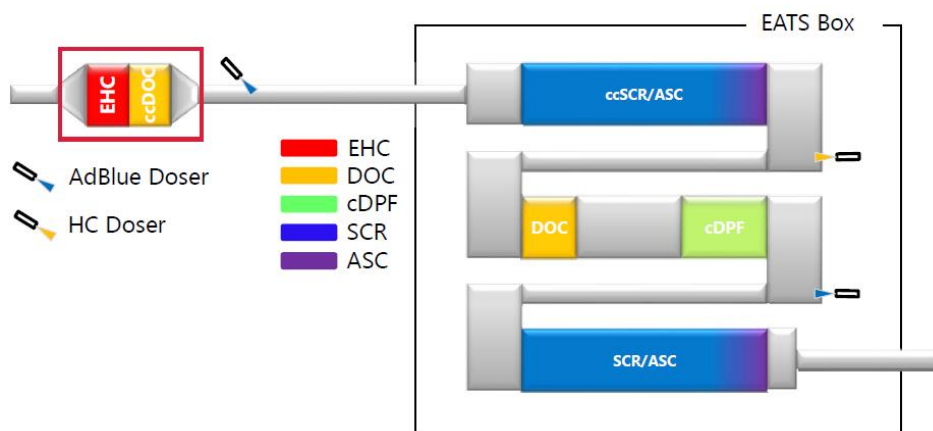 EATS Box
EHC
ccDOC
ccSCR/ASC
AdBlue Doser
HC Doser
EHC
DOC
cDPF
SCR
ASC
DOC
cDPF
SCR/ASC